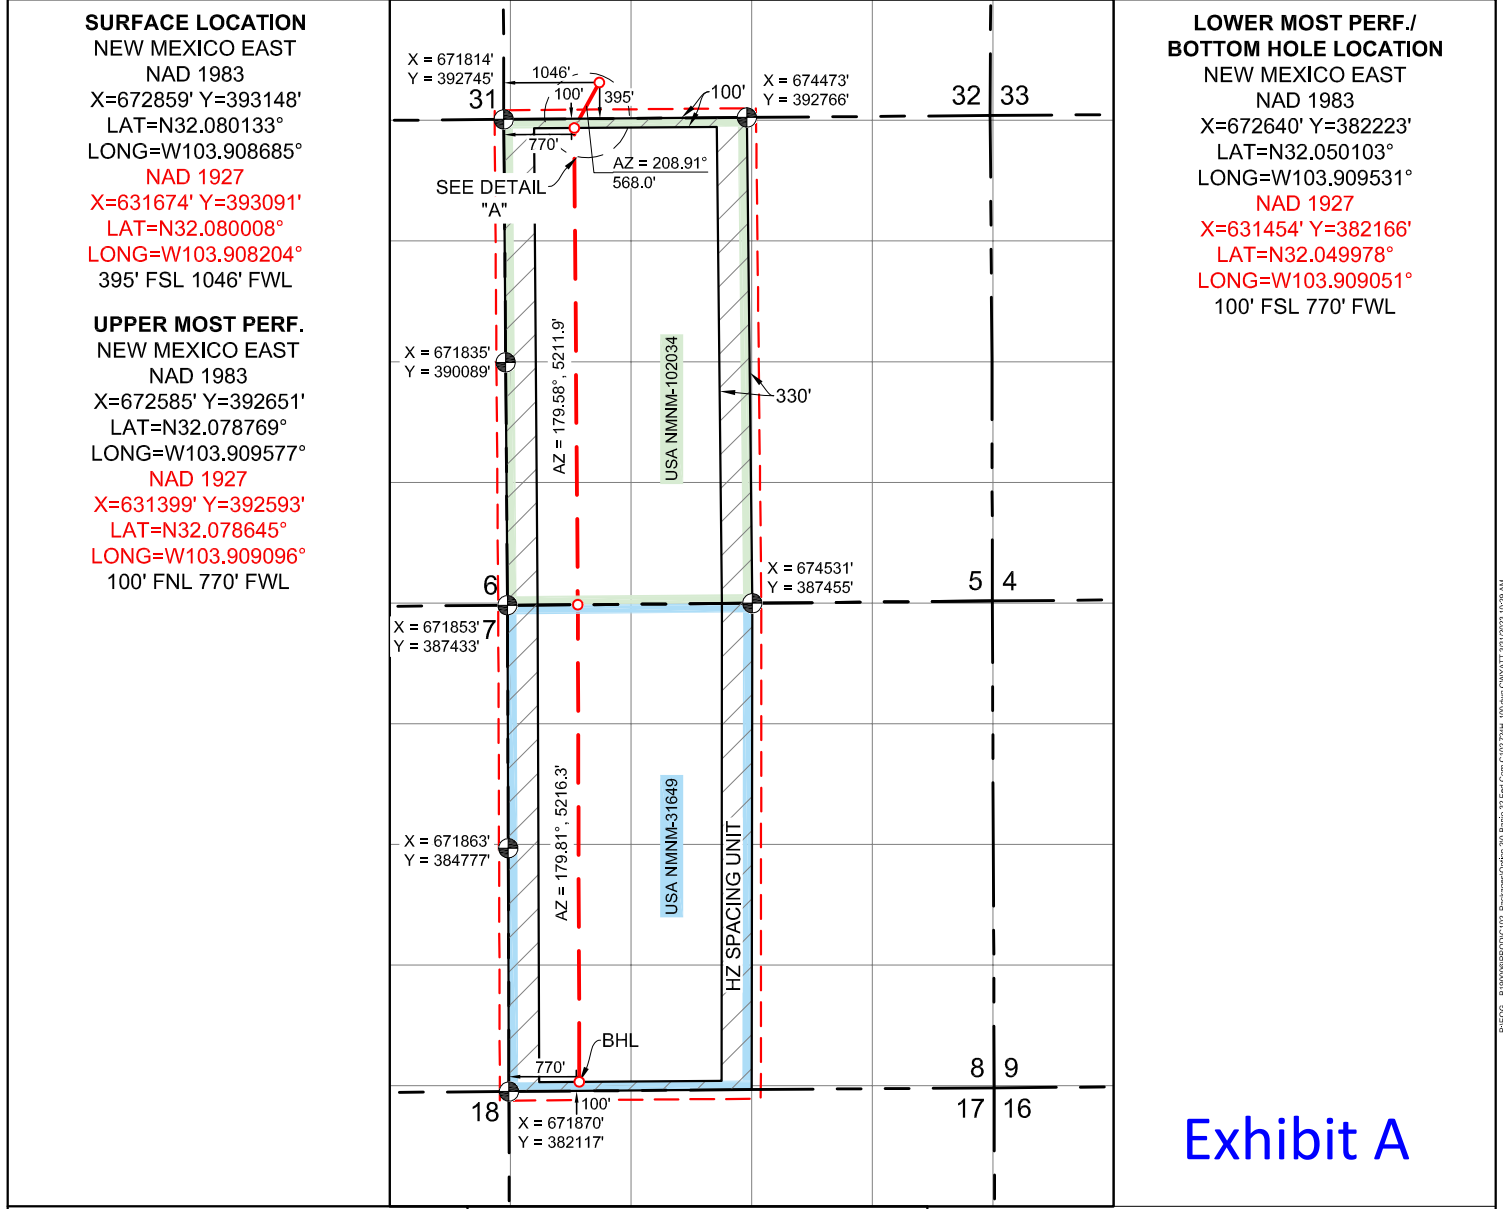 SURFACE LOCATION
NEW MEXICO EAST
NAD 1983
X=672859' Y=393148'
LAT=N32.080133°
LONG=W103.908685°
NAD 1927
X=631674' Y=393091'
LAT=N32.080008°
LONG=W103.908204°
395' FSL 1046' FWL
UPPER MOST PERF.
NEW MEXICO EAST
NAD 1983
X=672585' Y=392651'
LAT=N32.078769°
LONG=W103.909577°
NAD 1927
X=631399' Y=392593'
LAT=N32.078645°
LONG=W103.909096°
100' FNL 770' FWL
X = 671814'
Y = 392745'
31
1046'
100'
395'
100'
X = 674473'
Y = 392766'
32 33
770'
AZ = 208.91°
568.0'
SEE DETAIL
"A"
X = 671835'
Y = 390089'
AZ = 179.58°, 5211.9'
USA NMNM-102034
330'
6
7
X = 674531'
Y = 387455'
5 4
X = 671853'
Y = 387433'
X = 671863'
Y = 384777'
AZ = 179.81°, 5216.3'
USA NMNM-31649
HZ SPACING UNIT
BHL
770'
100'
18
X = 671870'
Y = 382117'
8 9
17 16
LOWER MOST PERF./
BOTTOM HOLE LOCATION
NEW MEXICO EAST
NAD 1983
X=672640' Y=382223'
LAT=N32.050103°
LONG=W103.909531°
NAD 1927
X=631454' Y=382166'
LAT=N32.049978°
LONG=W103.909051°
100' FSL 770' FWL
Exhibit A